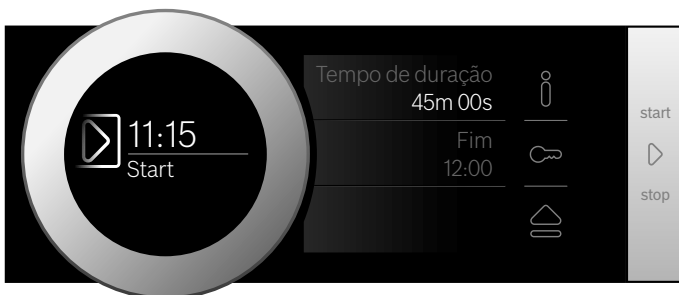 11:15
Start
Tempo de duração
45m 00s
Fim
12:00
start
stop